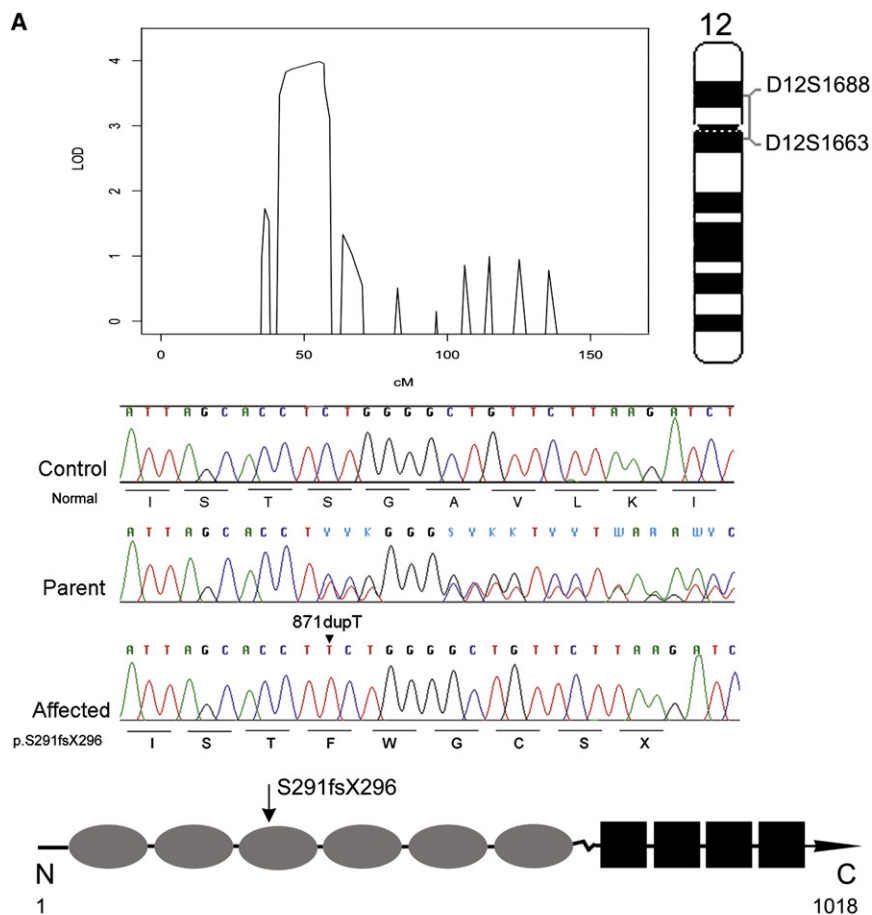 A
12
4
3
2
1
0
LOD
0 50 100 150
cM
D12S1688
D12S1663
A T T A G C A C C T C T G G G G C T G T T C T T A A G A T C T
Control
Normal I S T S G A V L K I
A T T A G C A C C T Y Y K G G G S Y K K T Y Y T W A R A W Y C
Parent
871dupT
A T T A G C A C C T T C T G G G G C T G T T C T T A A G A T C
Affected
p.S291fsX296 I S T F W G C S X
S291fsX296
N C
1 1018